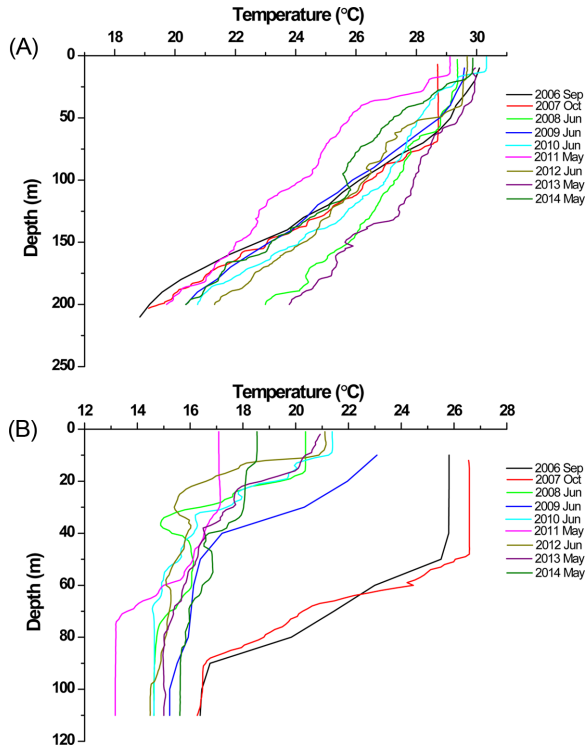 Temperature (°C)
(A)
18 20 22 24 26 28 30
0
50
100
150
200
250
Depth (m)
2006 Sep
2007 Oct
2008 Jun
2009 Jun
2010 Jun
2011 May
2012 Jun
2013 May
2014 May
Temperature (°C)
12 14 16 18 20 22 24 26 28
(B)
0
20
40
60
80
100
120
Depth (m)
2006 Sep
2007 Oct
2008 Jun
2009 Jun
2010 Jun
2011 May
2012 Jun
2013 May
2014 May